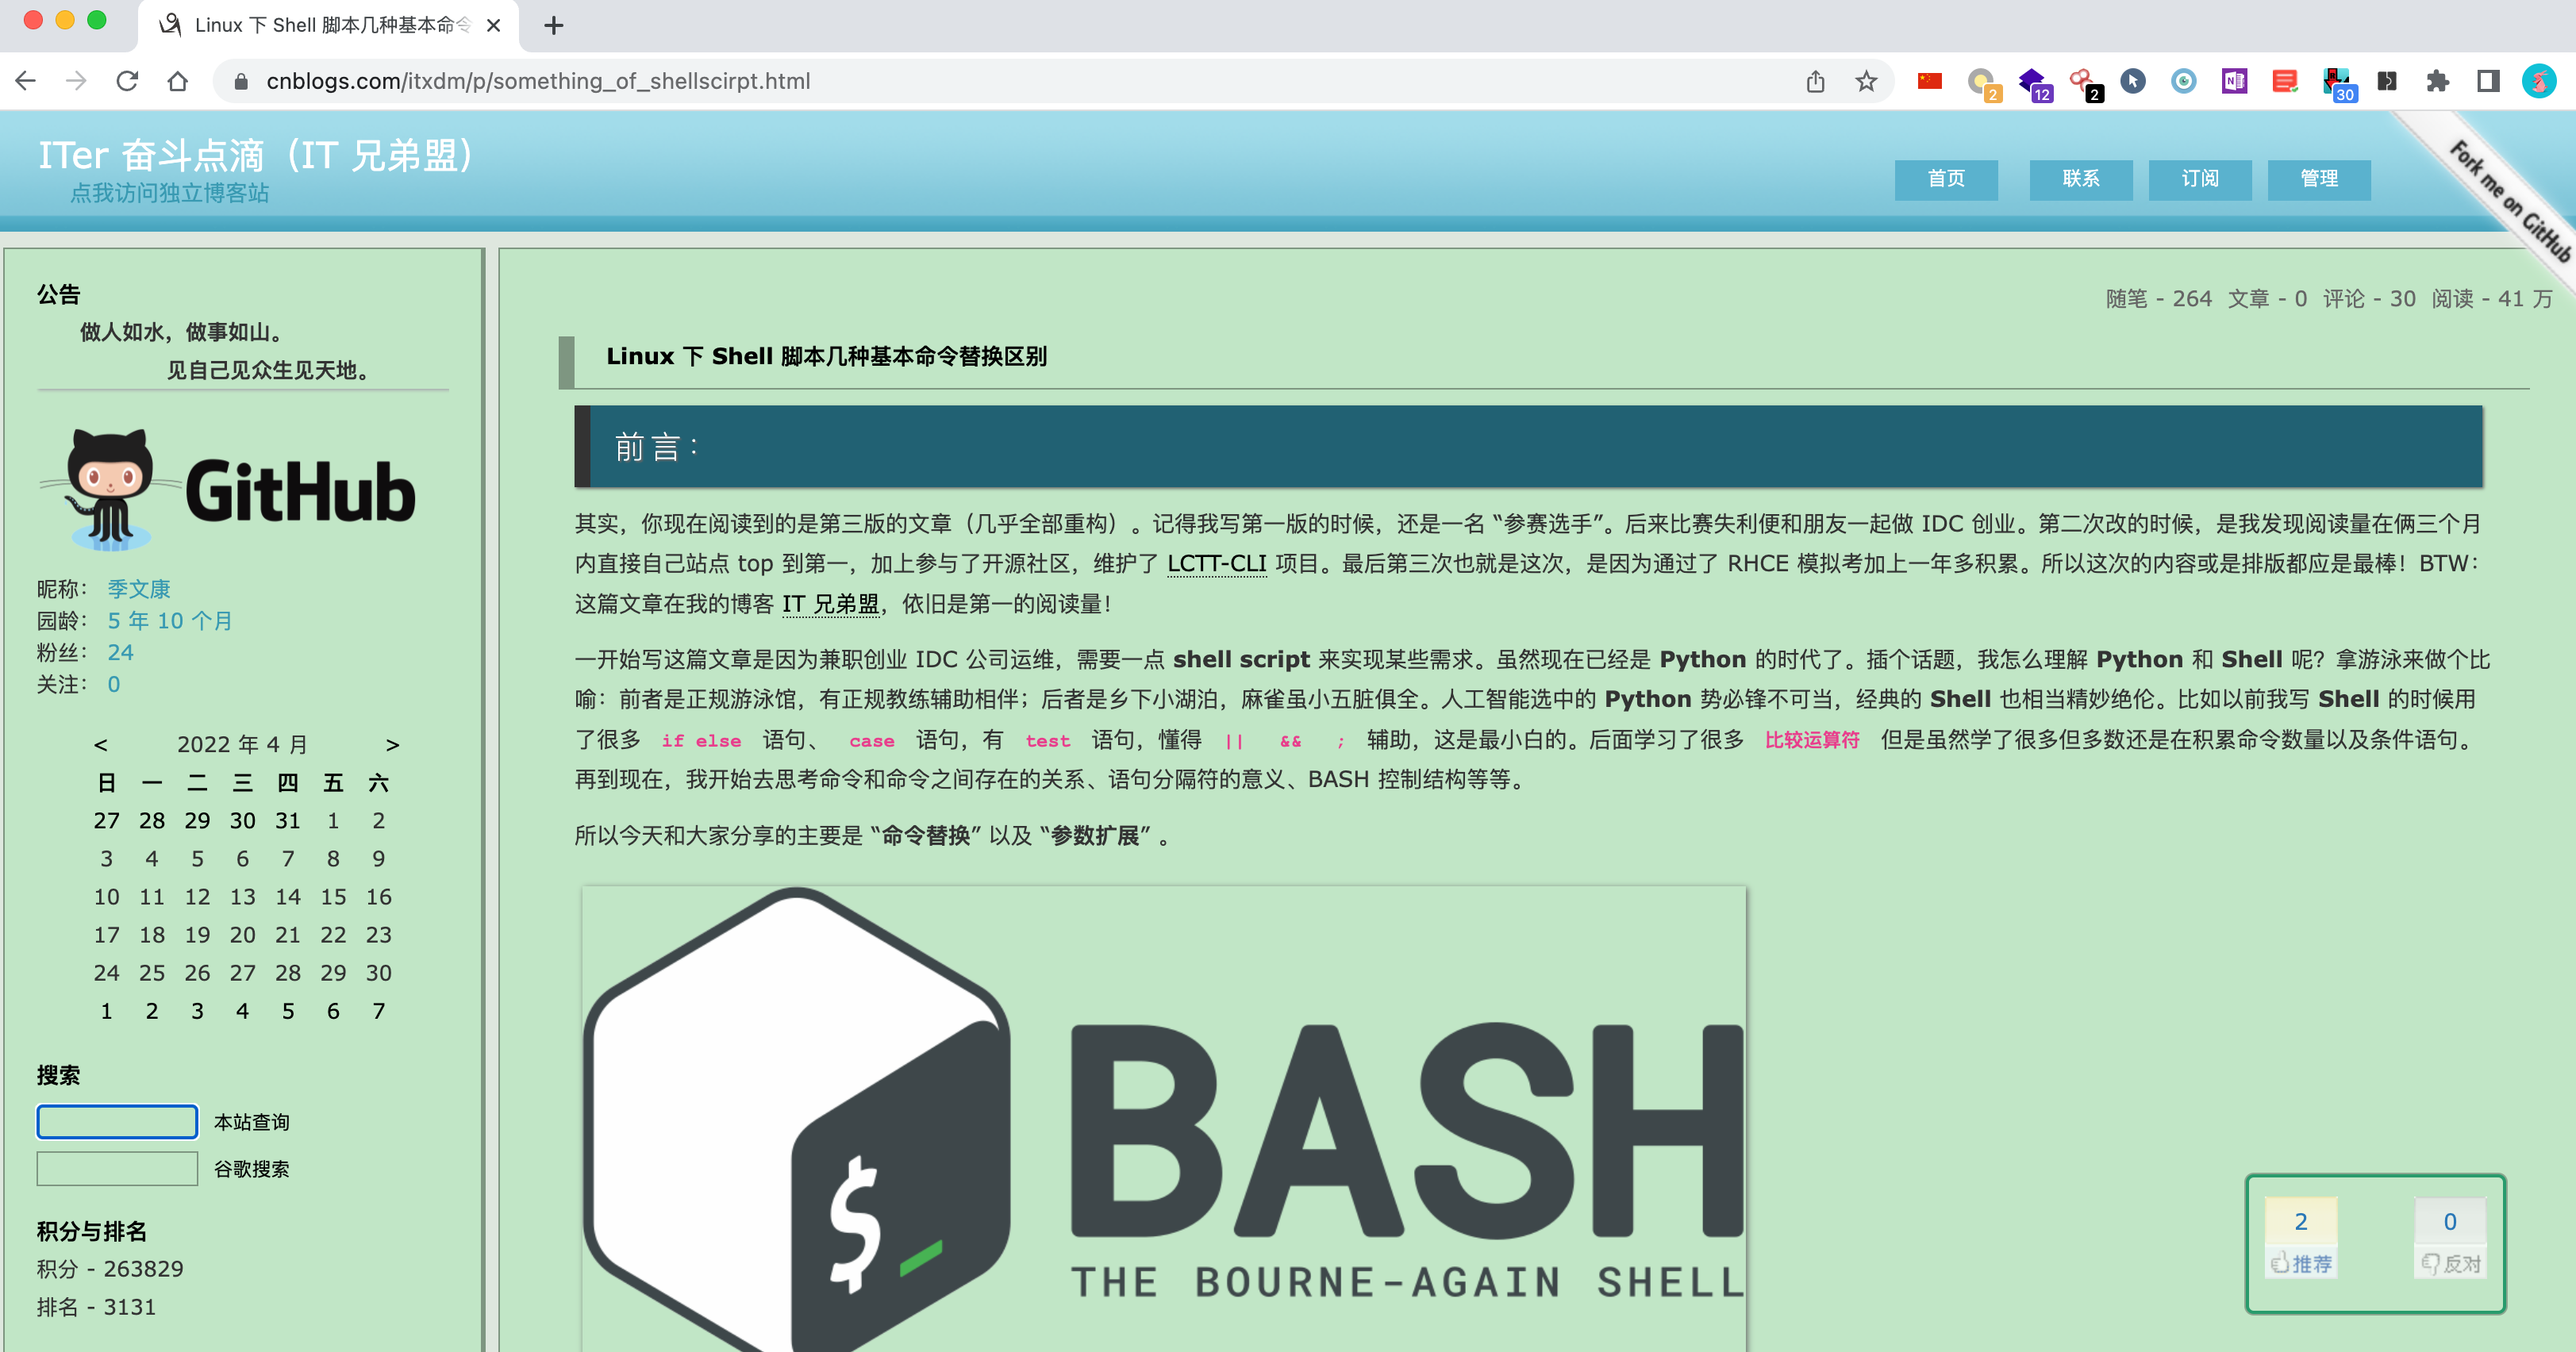 Linux 下 Shell 脚本几种基本命令
cnblogs.com/itxdm/p/something_of_shellscirpt.html
2
12
2
30
ITer 奋斗点滴（IT 兄弟盟）
点我访问独立博客站
首页 联系 订阅 管理
Fork me on GitHub
公告
做人如水，做事如山。
见自己见众生见天地。
GitHub
昵称： 季文康
园龄： 5 年 10 个月
粉丝： 24
关注： 0
< 2022 年 4 月 >
日 一 二 三 四 五 六
27 28 29 30 31 1 2
3 4 5 6 7 8 9
10 11 12 13 14 15 16
17 18 19 20 21 22 23
24 25 26 27 28 29 30
1 2 3 4 5 6 7
搜索
本站查询
谷歌搜索
积分与排名
积分 - 263829
排名 - 3131
随笔 - 264 文章 - 0 评论 - 30 阅读 - 41 万
Linux 下 Shell 脚本几种基本命令替换区别
前言：
其实，你现在阅读到的是第三版的文章（几乎全部重构）。记得我写第一版的时候，还是一名 “参赛选手”。后来比赛失利便和朋友一起做 IDC 创业。第二次改的时候，是我发现阅读量在俩三个月
内直接自己站点 top 到第一，加上参与了开源社区，维护了 LCTT-CLI 项目。最后第三次也就是这次，是因为通过了 RHCE 模拟考加上一年多积累。所以这次的内容或是排版都应是最棒！BTW：
这篇文章在我的博客 IT 兄弟盟，依旧是第一的阅读量！
一开始写这篇文章是因为兼职创业 IDC 公司运维，需要一点 shell script 来实现某些需求。虽然现在已经是 Python 的时代了。插个话题，我怎么理解 Python 和 Shell 呢？拿游泳来做个比
喻：前者是正规游泳馆，有正规教练辅助相伴；后者是乡下小湖泊，麻雀虽小五脏俱全。人工智能选中的 Python 势必锋不可当，经典的 Shell 也相当精妙绝伦。比如以前我写 Shell 的时候用
了很多 if else 语句、 case 语句，有 test 语句，懂得 || && ; 辅助，这是最小白的。后面学习了很多 比较运算符 但是虽然学了很多但多数还是在积累命令数量以及条件语句。
再到现在，我开始去思考命令和命令之间存在的关系、语句分隔符的意义、BASH 控制结构等等。
所以今天和大家分享的主要是 “命令替换” 以及 “参数扩展” 。
$_
BASH
THE BOURNE-AGAIN SHELL
2 0
推荐 反对